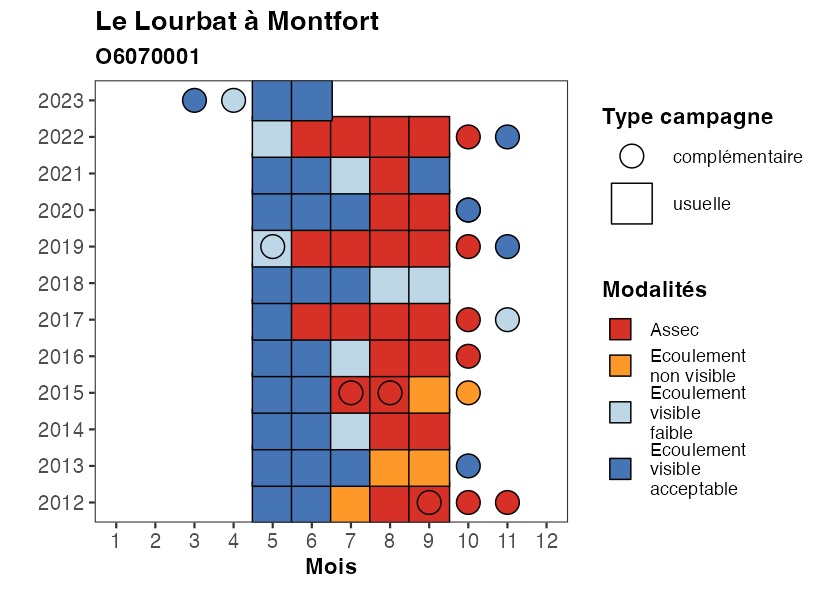 Le Lourbat à Montfort
O6070001
2023
2022
2021
2020
2019
2018
2017
2016
2015
2014
2013
2012
1 2 3 4 5 6 7 8 9 10 11 12
Mois
Type campagne
complémentaire
usuelle
Modalités
Assec
Ecoulement
non visible
Ecoulement
visible
faible
Ecoulement
visible
acceptable